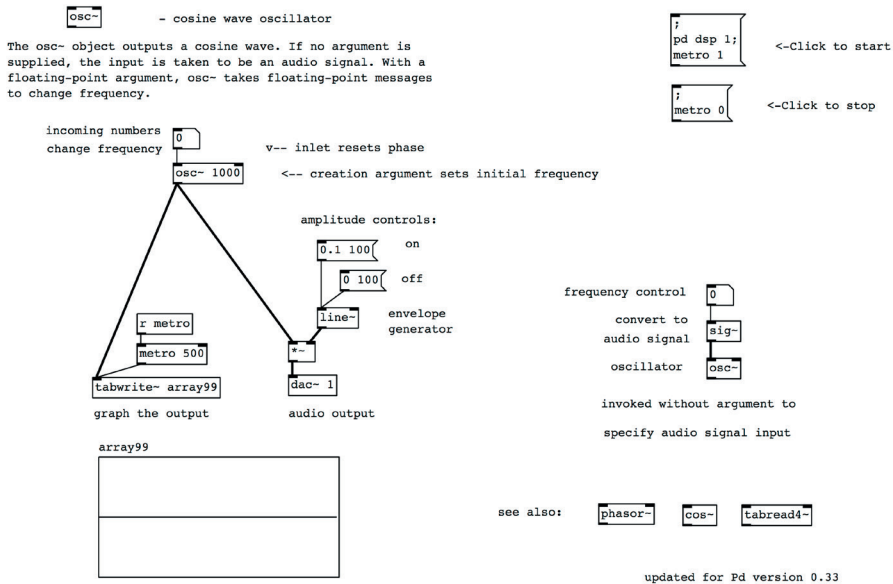 osc~ - cosine wave oscillator
The osc~ object outputs a cosine wave. If no argument is
supplied, the input is taken to be an audio signal. With a
floating-point argument, osc~ takes floating-point messages
to change frequency.
;
pd dsp 1;
metro 1
<-Click to start
;
metro 0
<-Click to stop
incoming numbers
change frequency
0
v-- inlet resets phase
osc~ 1000
<-- creation argument sets initial frequency
amplitude controls:
0.1 100
on
0 100
off
line~
envelope
generator
r metro
metro 500
*~
tabwrite~ array99
dac~ 1
graph the output
audio output
array99
frequency control
0
convert to
audio signal
sig~
oscillator
osc~
invoked without argument to
specify audio signal input
see also:
phasor~
cos~
tabread4~
updated for Pd version 0.33